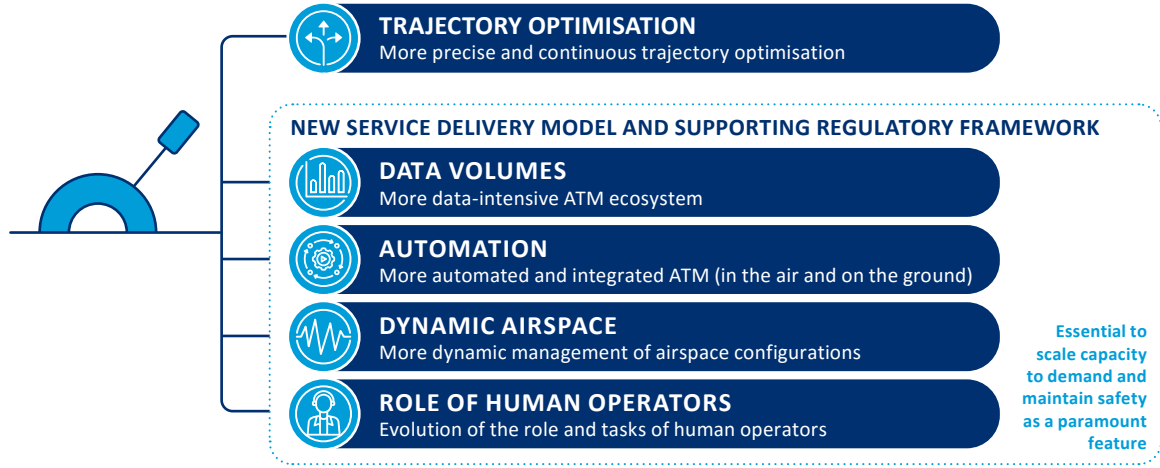 TRAJECTORY OPTIMISATION
More precise and continuous trajectory optimisation
NEW SERVICE DELIVERY MODEL AND SUPPORTING REGULATORY FRAMEWORK
DATA VOLUMES
More data-intensive ATM ecosystem
AUTOMATION
More automated and integrated ATM (in the air and on the ground)
DYNAMIC AIRSPACE
More dynamic management of airspace configurations
ROLE OF HUMAN OPERATORS
Evolution of the role and tasks of human operators
Essential to
scale capacity
to demand and
maintain safety
as a paramount
feature